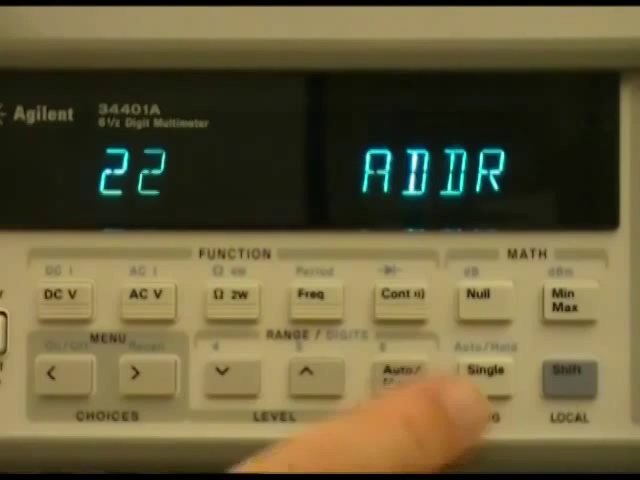 Agilent 34401A
6½ Digit Multimeter
22 ADDR
FUNCTION MATH
DC I AC I Ω 4W Period dB dBm
DC V AC V Ω 2W Freq Cont Null Min Max
MENU RANGE / DIGITS
On/Off Recall 4 5 6 Auto/Hold
< > Auto/ Single Shift
CHOICES LEVEL LOCAL